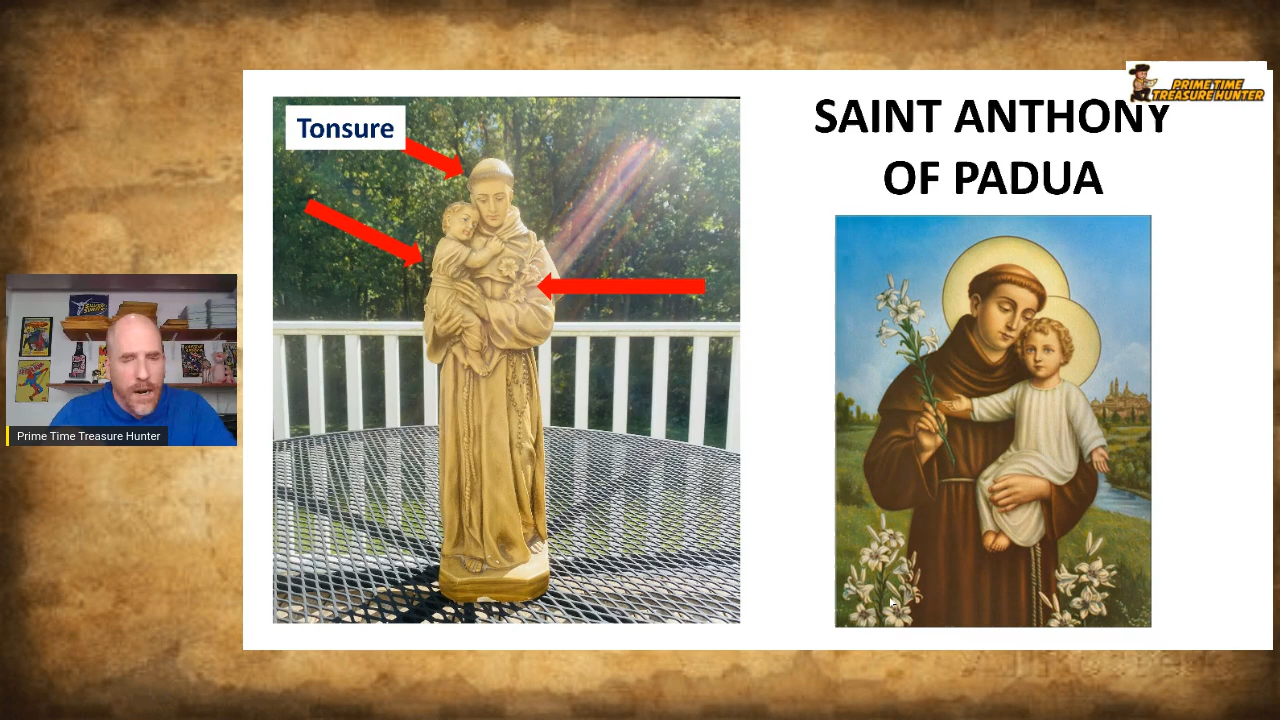 PRIME TIME
TREASURE HUNTER
SAINT ANTHONY
OF PADUA
Tonsure
Prime Time Treasure Hunter